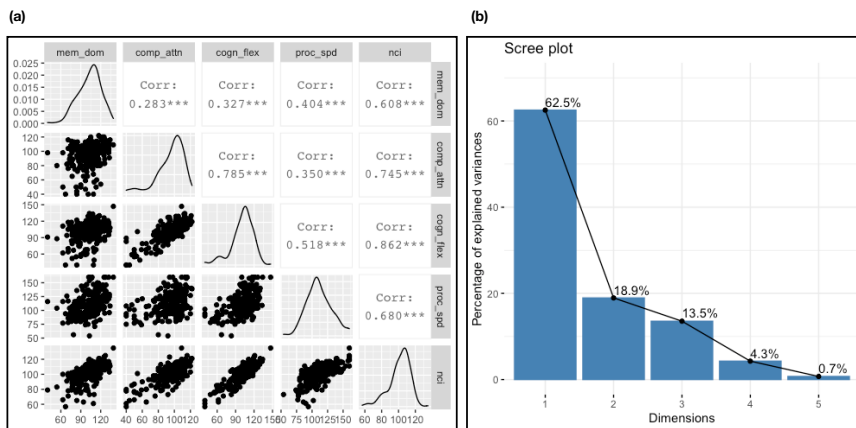 (a)
mem_dom comp_attn cogn_flex proc_spd nci
0.025
0.020
0.015
0.010
0.005
0.000
Corr:
0.283***
Corr:
0.327***
Corr:
0.404***
Corr:
0.608***
mem_dom
120
100
80
60
40
Corr:
0.785***
Corr:
0.350***
Corr:
0.745***
comp_attn
150
120
90
60
Corr:
0.518***
Corr:
0.862***
cogn_flex
150
125
100
75
50
Corr:
0.680***
proc_spd
120
100
80
60
nci
60 90 120
40 60 80 100 120
60 90 120 150
50 75 100 125 150
60 80 100 120
(b)
Scree plot
Percentage of explained variances
60
40
20
0
62.5%
18.9%
13.5%
4.3%
0.7%
1 2 3 4 5
Dimensions